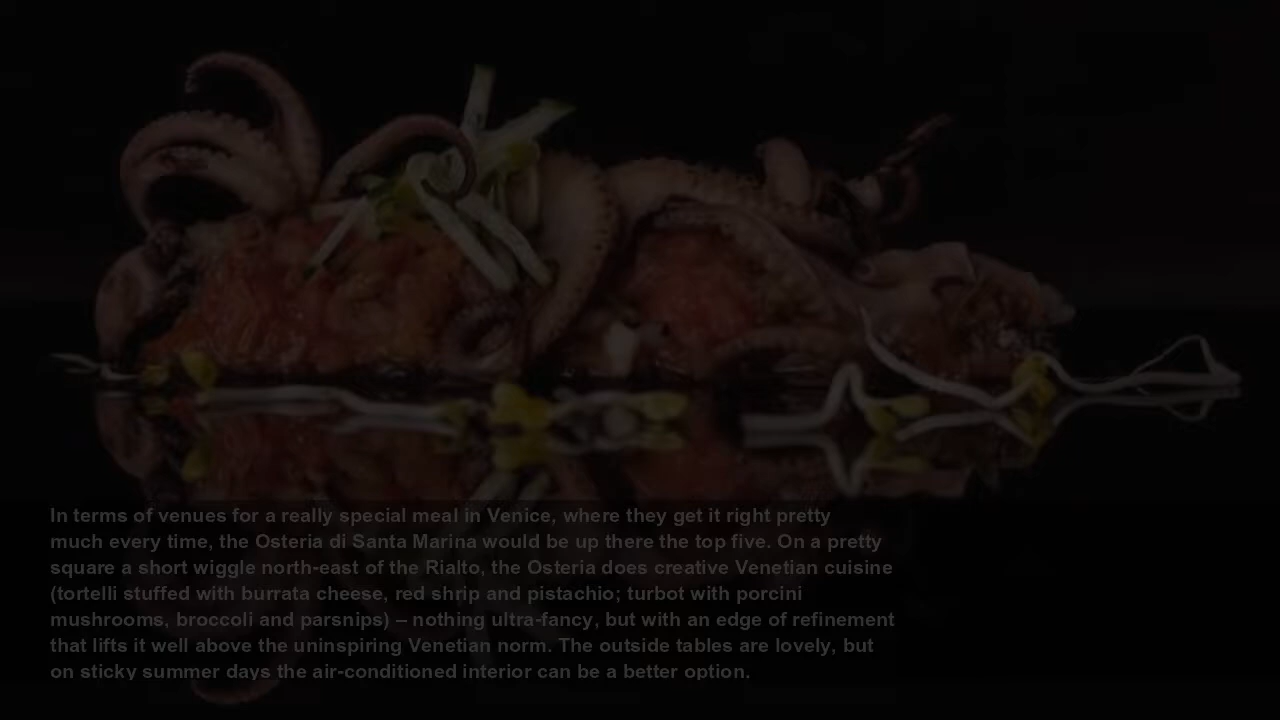 In terms of venues for a really special meal in Venice, where they get it right pretty
much every time, the Osteria di Santa Marina would be up there the top five. On a pretty
square a short wiggle north-east of the Rialto, the Osteria does creative Venetian cuisine
(tortelli stuffed with burrata cheese, red shrip and pistachio; turbot with porcini
mushrooms, broccoli and parsnips) – nothing ultra-fancy, but with an edge of refinement
that lifts it well above the uninspiring Venetian norm. The outside tables are lovely, but
on sticky summer days the air-conditioned interior can be a better option.